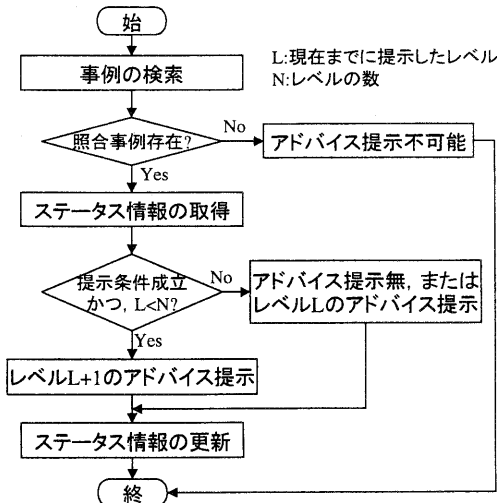 始
事例の検索
L:現在までに提示したレベル
N:レベルの数
照合事例存在?
No
アドバイス提示不可能
Yes
ステータス情報の取得
提示条件成立
かつ, L<N?
No
アドバイス提示無, または
レベルLのアドバイス提示
Yes
レベルL+1のアドバイス提示
ステータス情報の更新
終